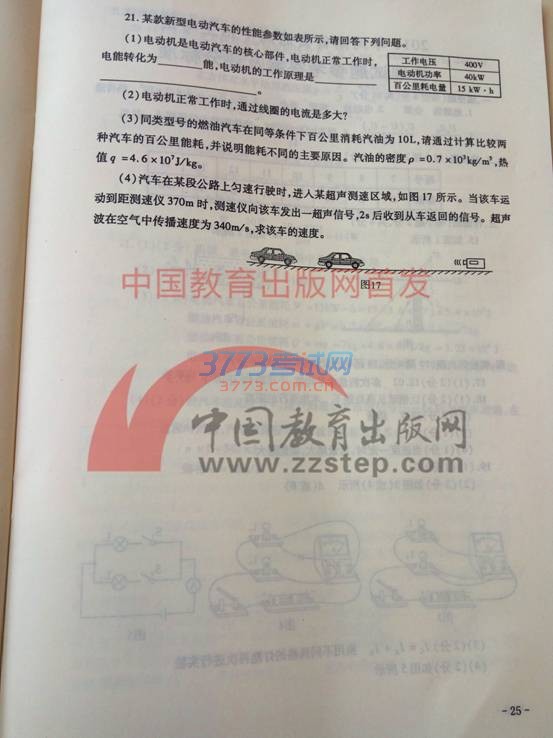 21. 某款新型电动汽车的性能参数如表所示,请回答下列问题。
(1)电动机是电动汽车的核心部件,电动机正常工作时,
电能转化为______能,电动机的工作原理是______
______。
工作电压 400V
电动机功率 40kW
百公里耗电量 15 kW·h
(2)电动机正常工作时,通过线圈的电流是多大?
(3)同类型号的燃油汽车在同等条件下百公里消耗汽油为10L,请通过计算比较两
种汽车的百公里能耗,并说明能耗不同的主要原因。汽油的密度ρ=0.7×10³kg/m³,热
值q=4.6×10⁷J/kg。
(4)汽车在某段公路上匀速行驶时,进入某超声测速区域,如图17所示。当该车运
动到距测速仪370m时,测速仪向该车发出一超声信号,2s后收到从车返回的信号。超声
波在空气中传播速度为340m/s,求该车的速度。
图17
中国教育出版网首发
3773考试网
3773.com.cn
中国教育出版网
www.zzstep.com
-25-